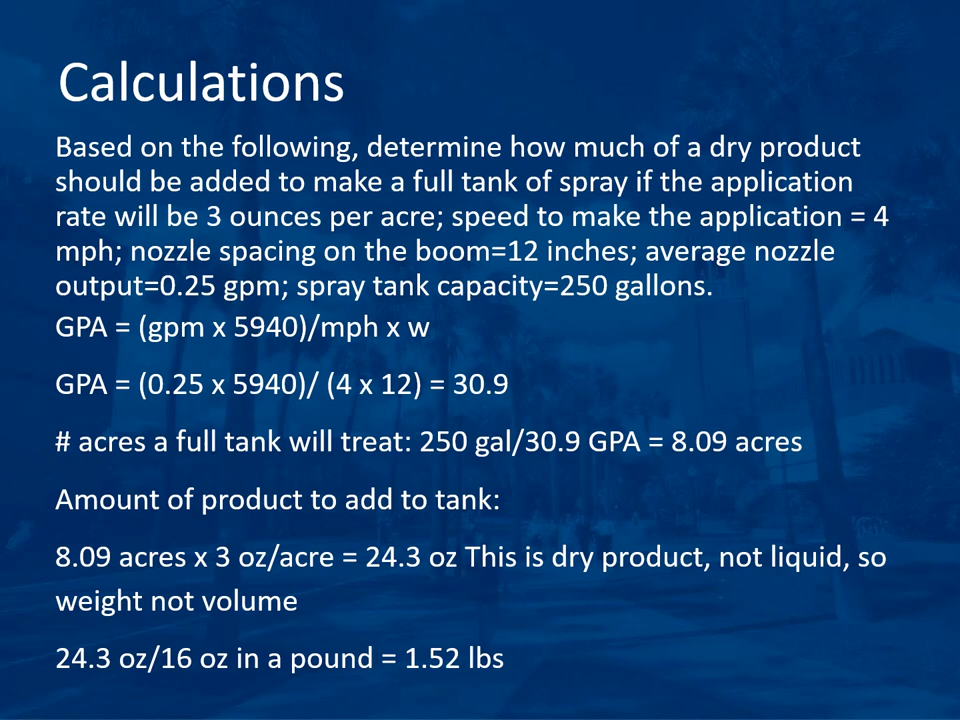 Calculations
Based on the following, determine how much of a dry product
should be added to make a full tank of spray if the application
rate will be 3 ounces per acre; speed to make the application = 4
mph; nozzle spacing on the boom=12 inches; average nozzle
output=0.25 gpm; spray tank capacity=250 gallons.
GPA = (gpm x 5940)/mph x w
GPA = (0.25 x 5940)/ (4 x 12) = 30.9
# acres a full tank will treat: 250 gal/30.9 GPA = 8.09 acres
Amount of product to add to tank:
8.09 acres x 3 oz/acre = 24.3 oz This is dry product, not liquid, so
weight not volume
24.3 oz/16 oz in a pound = 1.52 lbs